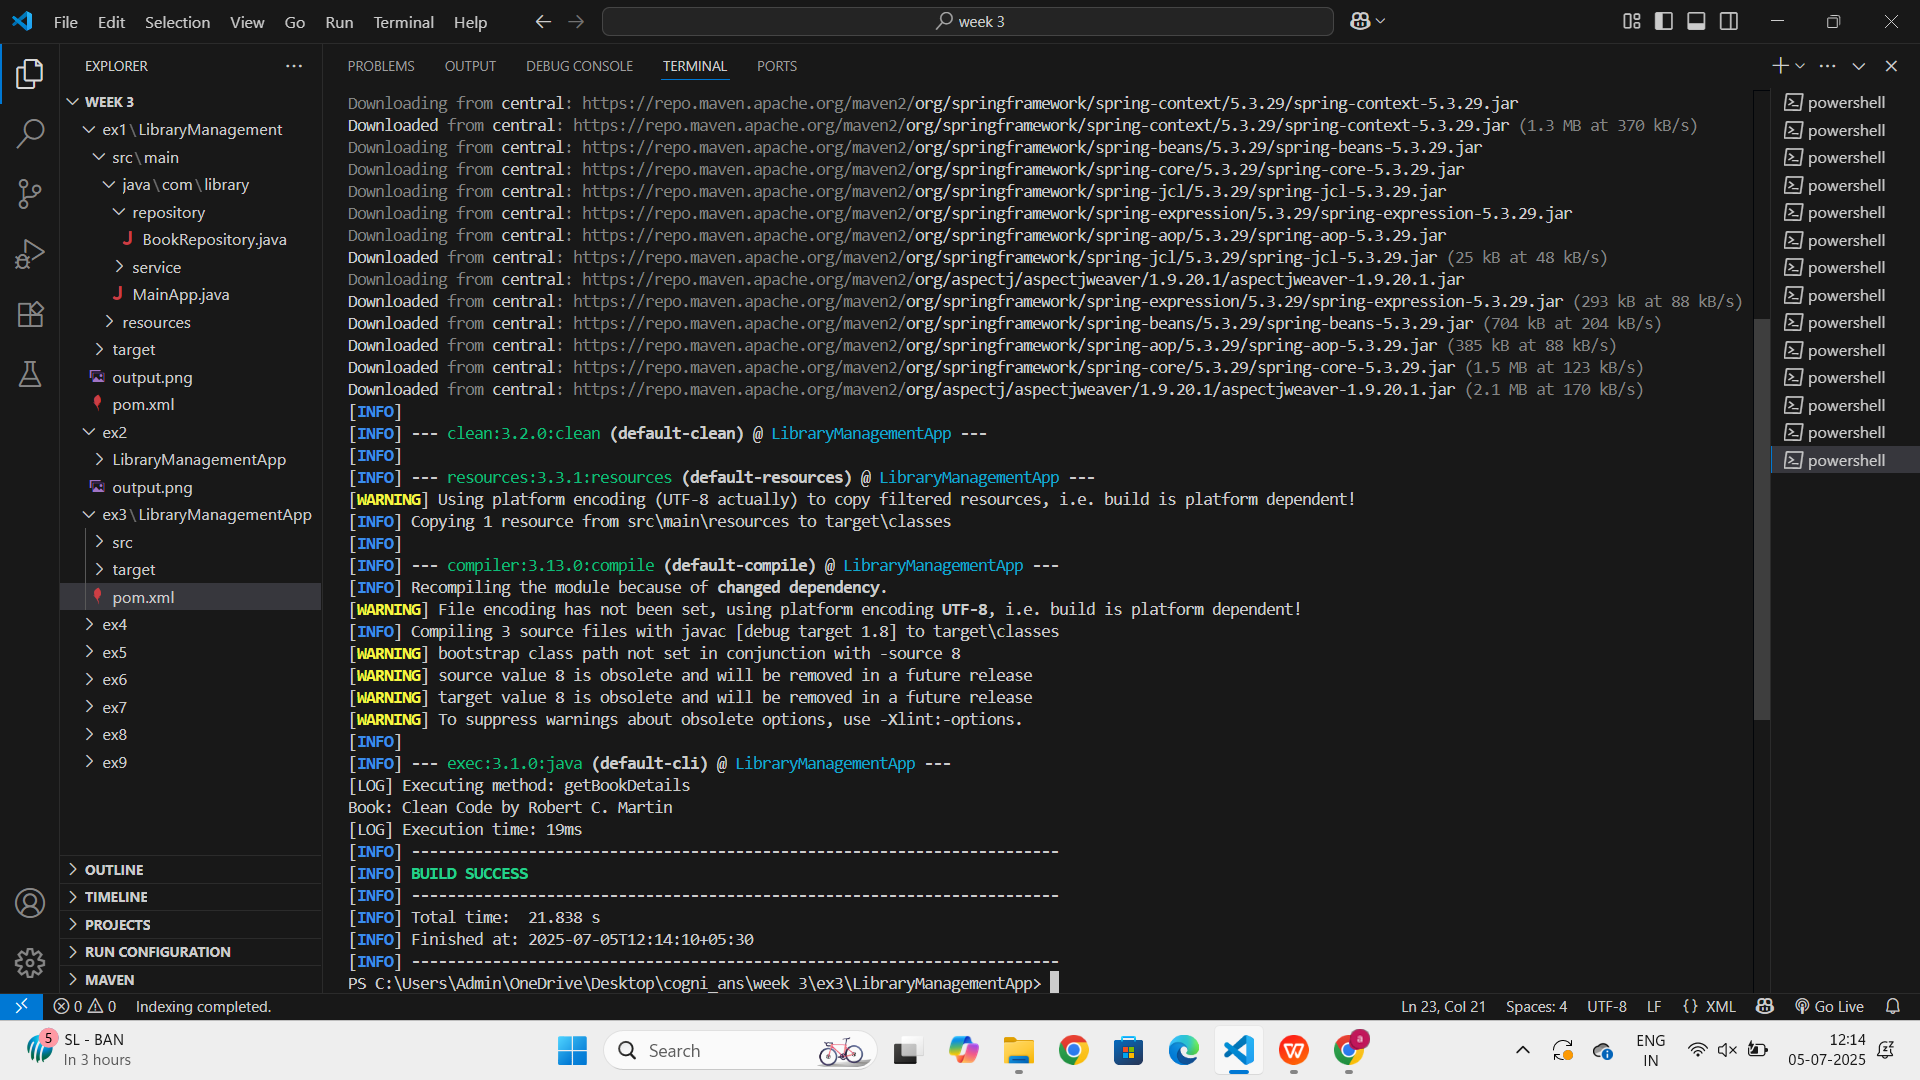 File Edit Selection View Go Run Terminal Help
week 3
EXPLORER
WEEK 3
ex1\LibraryManagement
src\main
java\com\library
repository
BookRepository.java
service
MainApp.java
resources
target
output.png
pom.xml
ex2
LibraryManagementApp
output.png
ex3\LibraryManagementApp
src
target
pom.xml
ex4
ex5
ex6
ex7
ex8
ex9
OUTLINE
TIMELINE
PROJECTS
RUN CONFIGURATION
MAVEN
PROBLEMS OUTPUT DEBUG CONSOLE TERMINAL PORTS
Downloading from central: https://repo.maven.apache.org/maven2/org/springframework/spring-context/5.3.29/spring-context-5.3.29.jar
Downloaded from central: https://repo.maven.apache.org/maven2/org/springframework/spring-context/5.3.29/spring-context-5.3.29.jar (1.3 MB at 370 kB/s)
Downloading from central: https://repo.maven.apache.org/maven2/org/springframework/spring-beans/5.3.29/spring-beans-5.3.29.jar
Downloading from central: https://repo.maven.apache.org/maven2/org/springframework/spring-core/5.3.29/spring-core-5.3.29.jar
Downloading from central: https://repo.maven.apache.org/maven2/org/springframework/spring-jcl/5.3.29/spring-jcl-5.3.29.jar
Downloading from central: https://repo.maven.apache.org/maven2/org/springframework/spring-expression/5.3.29/spring-expression-5.3.29.jar
Downloading from central: https://repo.maven.apache.org/maven2/org/springframework/spring-aop/5.3.29/spring-aop-5.3.29.jar
Downloaded from central: https://repo.maven.apache.org/maven2/org/springframework/spring-jcl/5.3.29/spring-jcl-5.3.29.jar (25 kB at 48 kB/s)
Downloading from central: https://repo.maven.apache.org/maven2/org/aspectj/aspectjweaver/1.9.20.1/aspectjweaver-1.9.20.1.jar
Downloaded from central: https://repo.maven.apache.org/maven2/org/springframework/spring-expression/5.3.29/spring-expression-5.3.29.jar (293 kB at 88 kB/s)
Downloaded from central: https://repo.maven.apache.org/maven2/org/springframework/spring-beans/5.3.29/spring-beans-5.3.29.jar (704 kB at 204 kB/s)
Downloaded from central: https://repo.maven.apache.org/maven2/org/springframework/spring-aop/5.3.29/spring-aop-5.3.29.jar (385 kB at 88 kB/s)
Downloaded from central: https://repo.maven.apache.org/maven2/org/springframework/spring-core/5.3.29/spring-core-5.3.29.jar (1.5 MB at 123 kB/s)
Downloaded from central: https://repo.maven.apache.org/maven2/org/aspectj/aspectjweaver/1.9.20.1/aspectjweaver-1.9.20.1.jar (2.1 MB at 170 kB/s)
[INFO]
[INFO] --- clean:3.2.0:clean (default-clean) @ LibraryManagementApp ---
[INFO]
[INFO] --- resources:3.3.1:resources (default-resources) @ LibraryManagementApp ---
[WARNING] Using platform encoding (UTF-8 actually) to copy filtered resources, i.e. build is platform dependent!
[INFO] Copying 1 resource from src\main\resources to target\classes
[INFO]
[INFO] --- compiler:3.13.0:compile (default-compile) @ LibraryManagementApp ---
[INFO] Recompiling the module because of changed dependency.
[WARNING] File encoding has not been set, using platform encoding UTF-8, i.e. build is platform dependent!
[INFO] Compiling 3 source files with javac [debug target 1.8] to target\classes
[WARNING] bootstrap class path not set in conjunction with -source 8
[WARNING] source value 8 is obsolete and will be removed in a future release
[WARNING] target value 8 is obsolete and will be removed in a future release
[WARNING] To suppress warnings about obsolete options, use -Xlint:-options.
[INFO]
[INFO] --- exec:3.1.0:java (default-cli) @ LibraryManagementApp ---
[LOG] Executing method: getBookDetails
Book: Clean Code by Robert C. Martin
[LOG] Execution time: 19ms
[INFO] ------------------------------------------------------------------------
[INFO] BUILD SUCCESS
[INFO] ------------------------------------------------------------------------
[INFO] Total time:  21.838 s
[INFO] Finished at: 2025-07-05T12:14:10+05:30
[INFO] ------------------------------------------------------------------------
PS C:\Users\Admin\OneDrive\Desktop\cogni_ans\week 3\ex3\LibraryManagementApp>
powershell
powershell
powershell
powershell
powershell
powershell
powershell
powershell
powershell
powershell
powershell
powershell
powershell
powershell
0 0 Indexing completed. Ln 23, Col 21 Spaces: 4 UTF-8 LF {} XML Go Live
5 SL - BAN
In 3 hours
Search
a
ENG
IN
12:14
05-07-2025